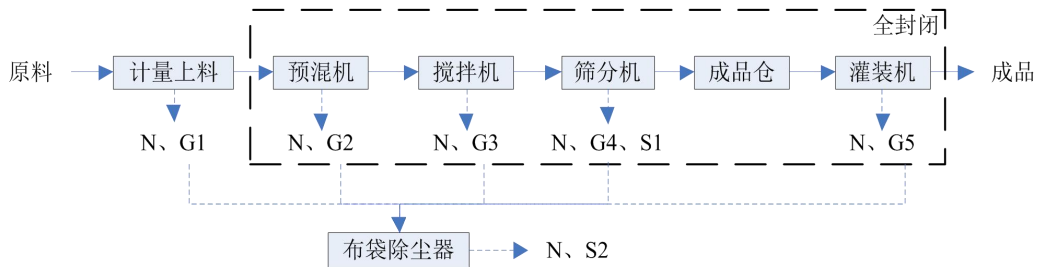 全封闭
原料 计量上料 预混机 搅拌机 筛分机 成品仓 灌装机 成品
N、G1 N、G2 N、G3 N、G4、S1 N、G5
布袋除尘器 N、S2